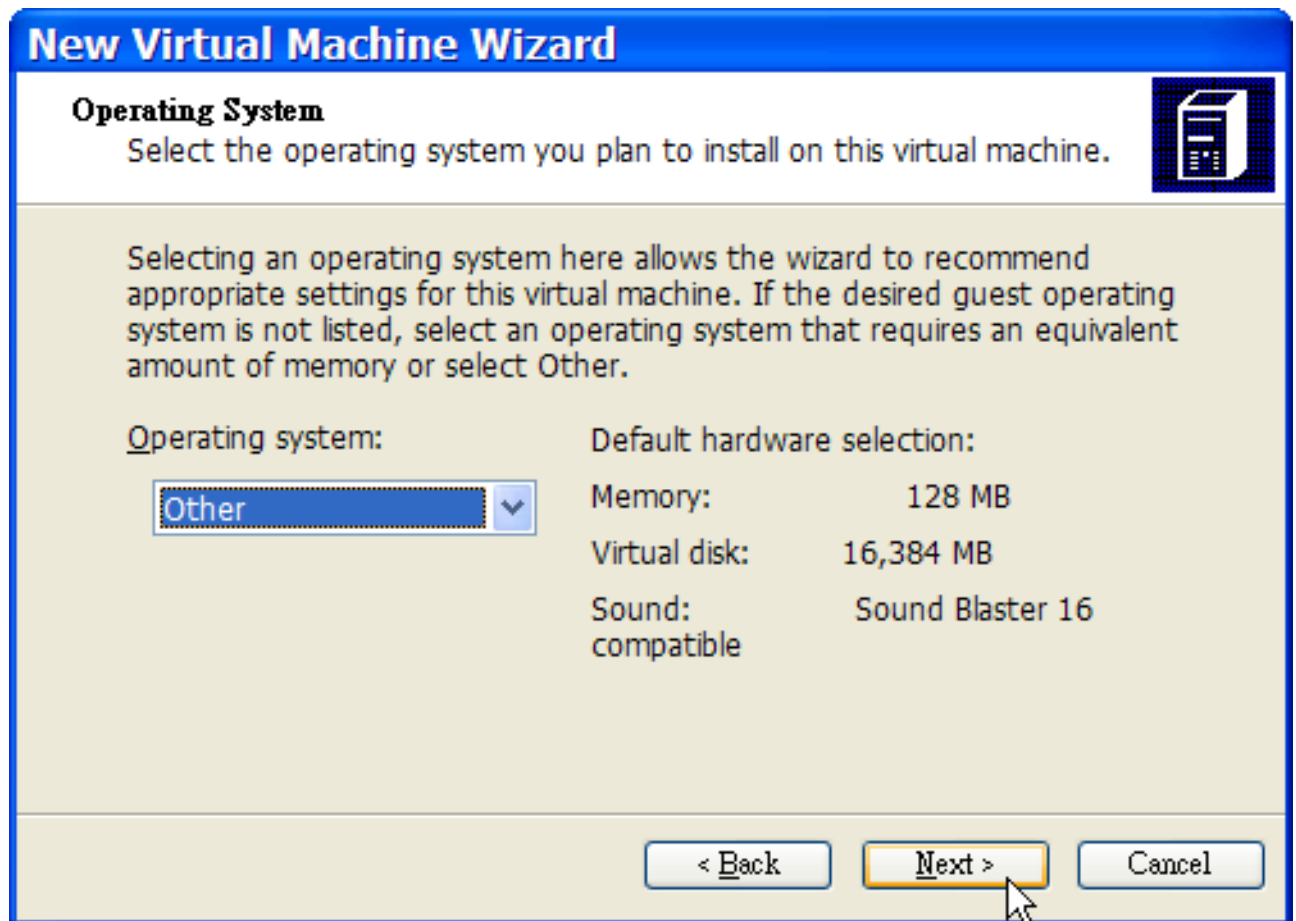 New Virtual Machine Wizard
Operating System
Select the operating system you plan to install on this virtual machine.
Selecting an operating system here allows the wizard to recommend
appropriate settings for this virtual machine. If the desired guest operating
system is not listed, select an operating system that requires an equivalent
amount of memory or select Other.
Operating system:
Other
Default hardware selection:
Memory: 128 MB
Virtual disk: 16,384 MB
Sound: Sound Blaster 16
compatible
< Back
Next >
Cancel